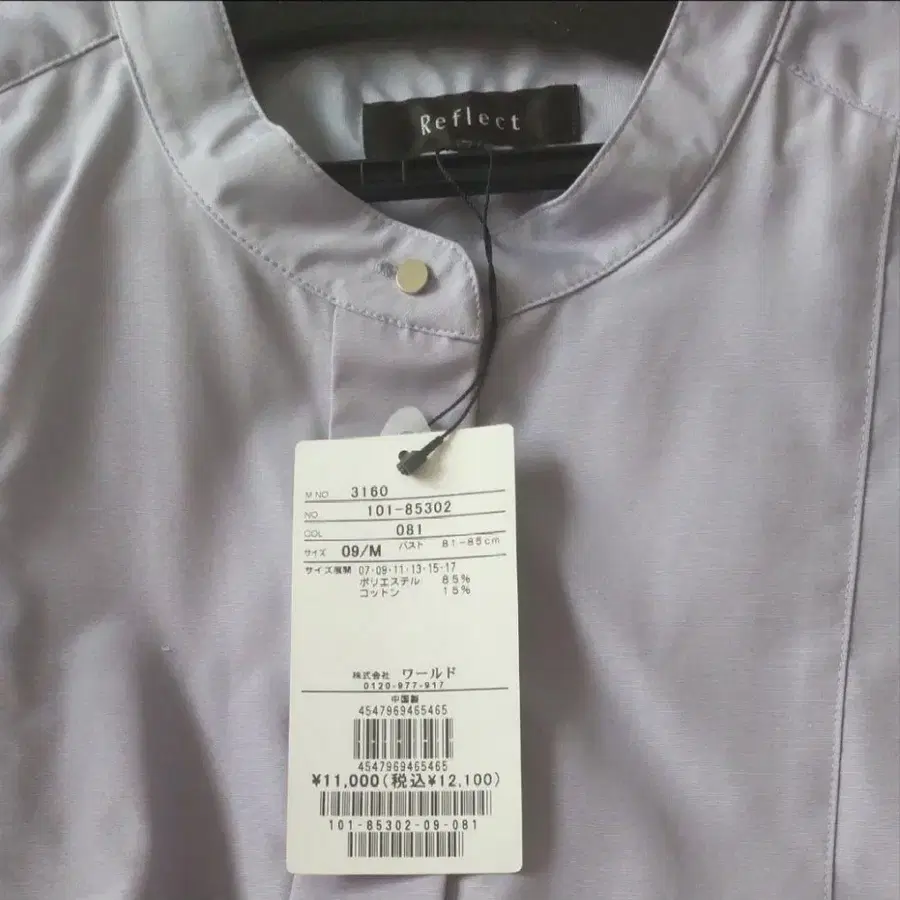 Reflect
M NO 3160
NO 101-85302
COL 081
サイズ 09/M バスト 81-85cm
サイズ展開 07・09・11・13・15・17
ポリエステル 85%
コットン 15%
株式会社 ワールド
0120-977-917
中国製
4547969465465
4547969465465
¥11,000(税込¥12,100)
101-85302-09-081